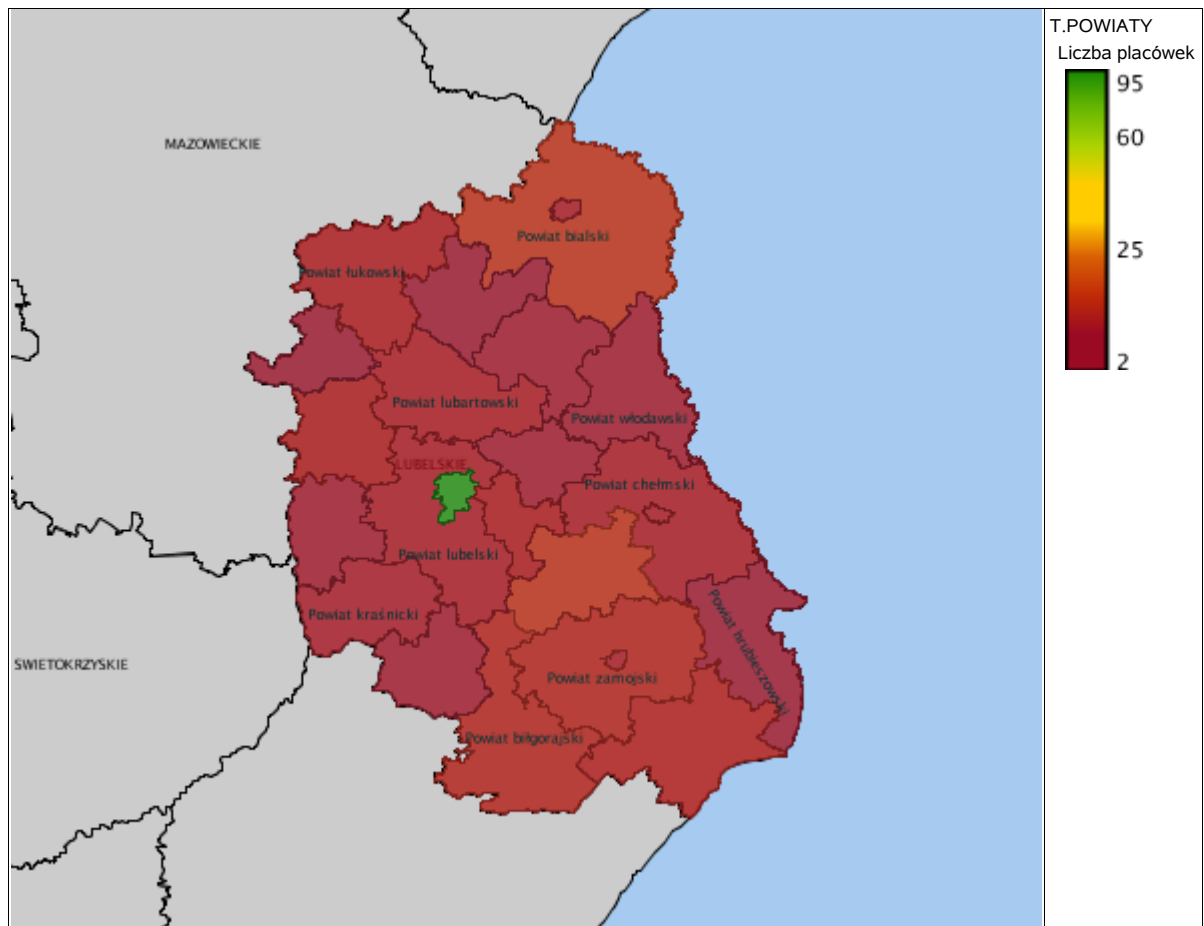 T.POWIATY
Liczba placówek
95
60
25
2
MAZOWIECKIE
Powiat bialski
Powiat łukowski
Powiat lubartowski
Powiat włodawski
LUBELSKIE
Powiat chełmski
Powiat lubelski
Powiat kraśnicki
Powiat hrubieszowski
SWIETOKRZYSKIE
Powiat zamojski
Powiat biłgorajski